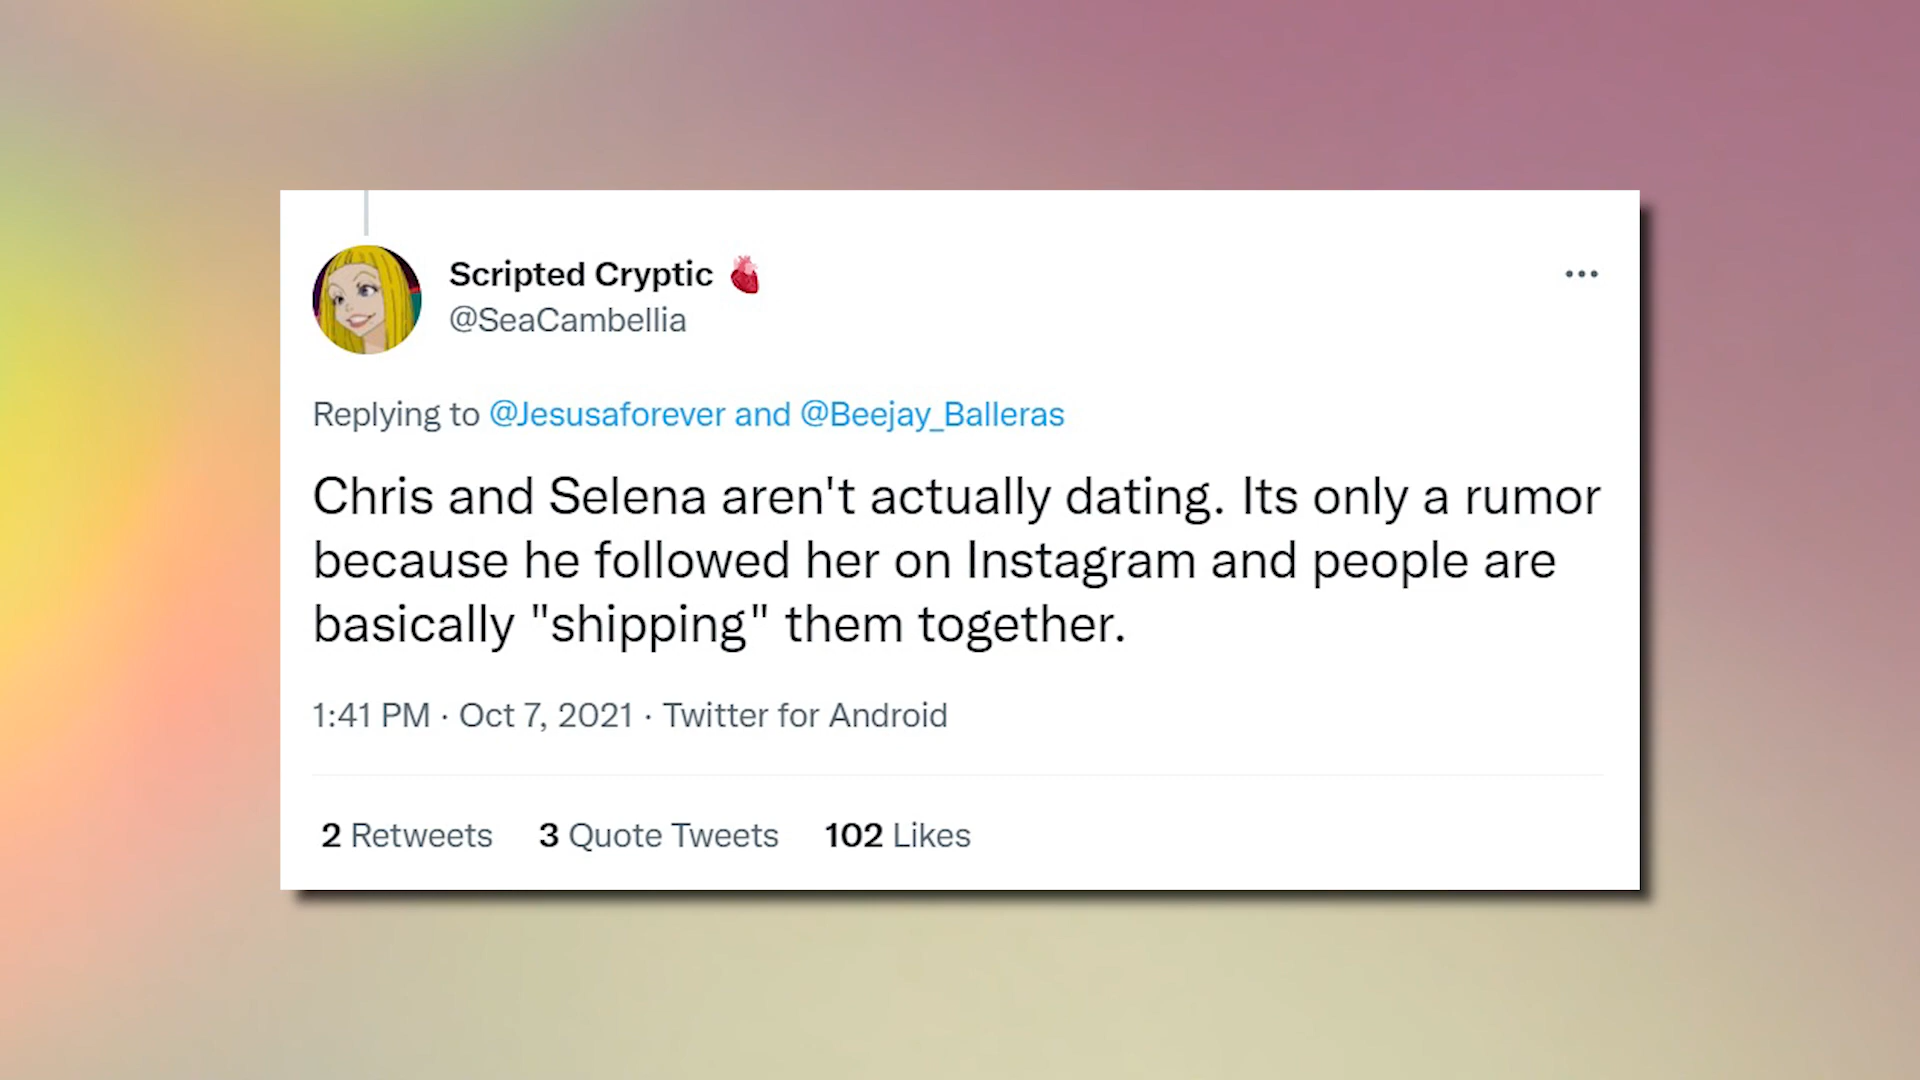 Scripted Cryptic 🫀
@SeaCambellia
Replying to @Jesusaforever and @Beejay_Balleras
Chris and Selena aren't actually dating. Its only a rumor
because he followed her on Instagram and people are
basically "shipping" them together.
1:41 PM · Oct 7, 2021 · Twitter for Android
2 Retweets 3 Quote Tweets 102 Likes